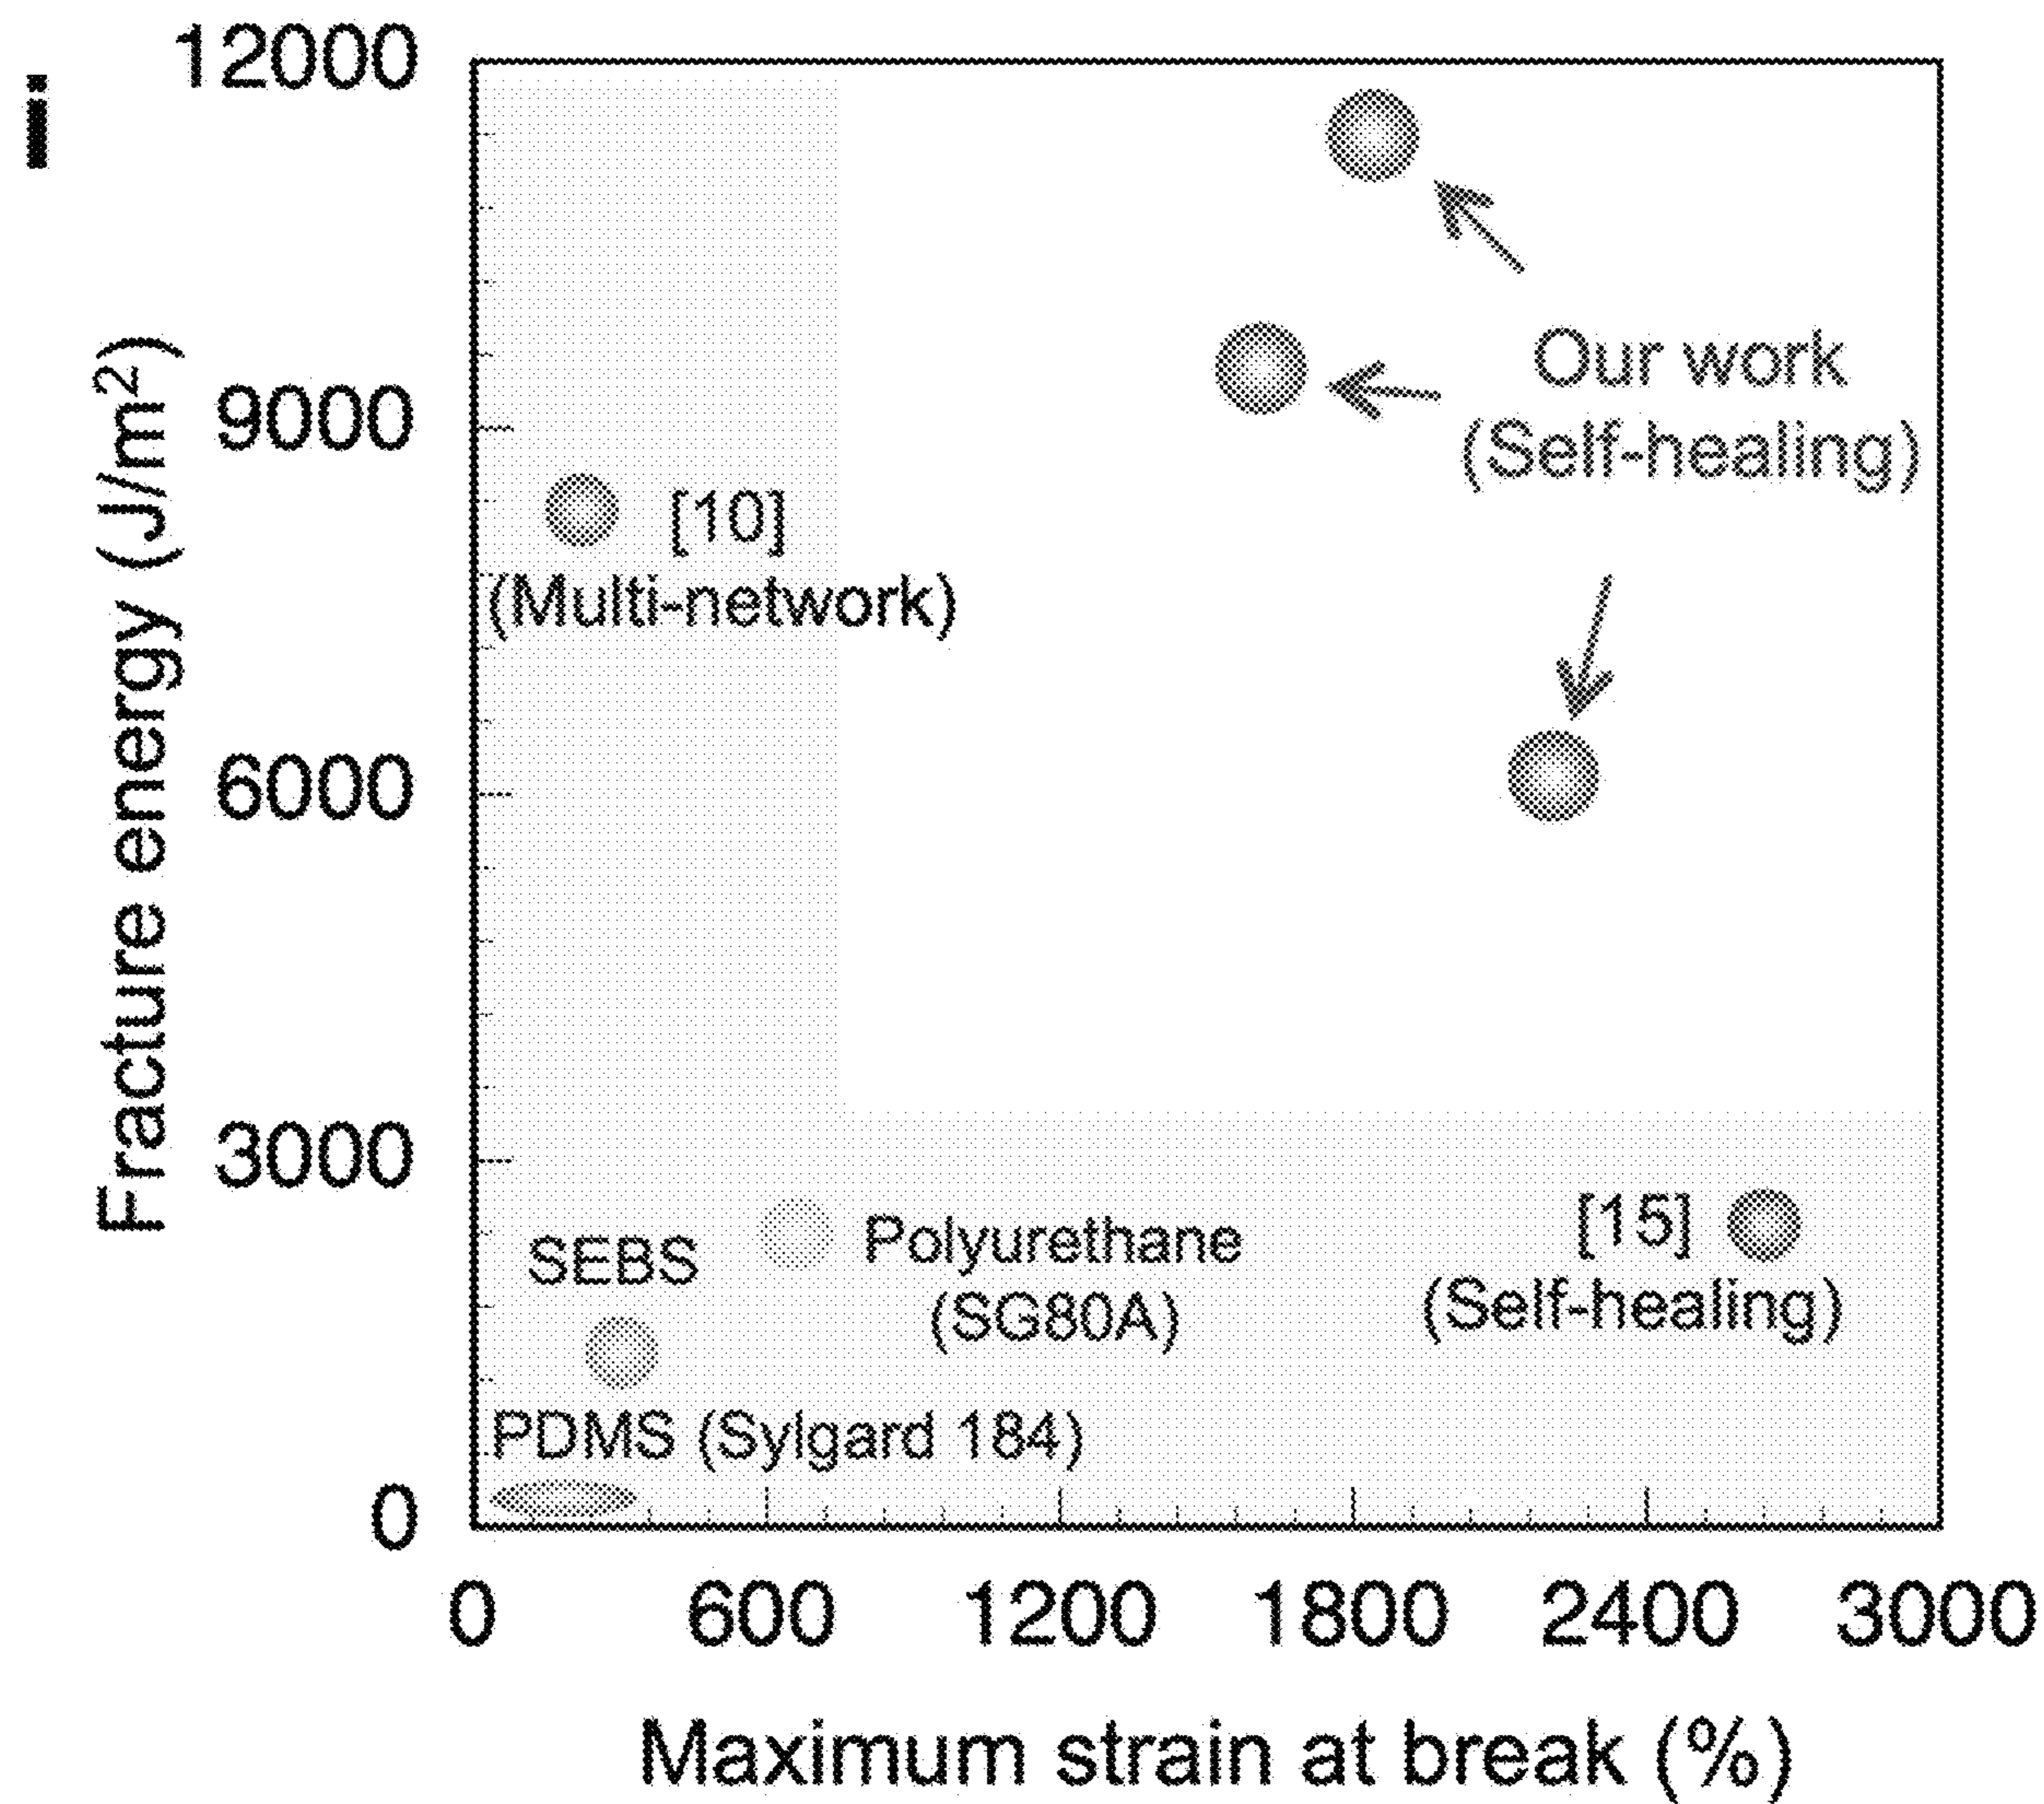 i
12000
9000
6000
3000
0
Fracture energy (J/m²)
Our work
(Self-healing)
[10]
(Multi-network)
SEBS
Polyurethane
(SG80A)
[15]
(Self-healing)
PDMS (Sylgard 184)
0 600 1200 1800 2400 3000
Maximum strain at break (%)